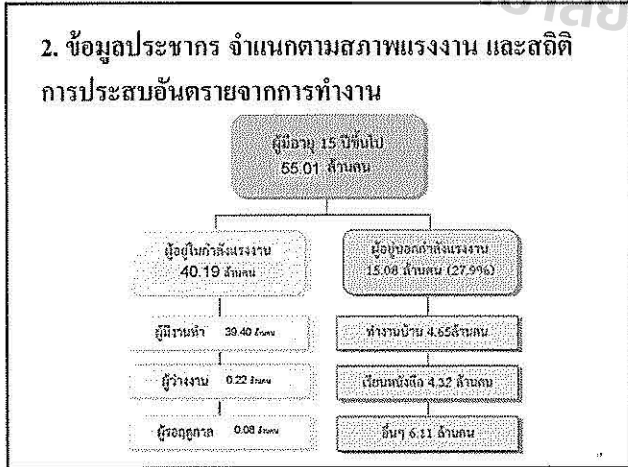 2. ข้อมูลประชากร จำแนกตามสภาพแรงงาน และสถิติ
การประสบอันตรายจากการทำงาน
ผู้มีอายุ 15 ปีขึ้นไป
55.01 ล้านคน
ผู้อยู่ในกำลังแรงงาน
40.19 ล้านคน
ผู้อยู่นอกกำลังแรงงาน
15.08 ล้านคน (27.99%)
ผู้มีงานทำ 39.40 ล้านคน
ทำงานบ้าน 4.65ล้านคน
ผู้ว่างงาน 0.22 ล้านคน
เรียนหนังสือ 4.32 ล้านคน
ผู้รอฤดูกาล 0.08 ล้านคน
อื่นๆ 6.11 ล้านคน